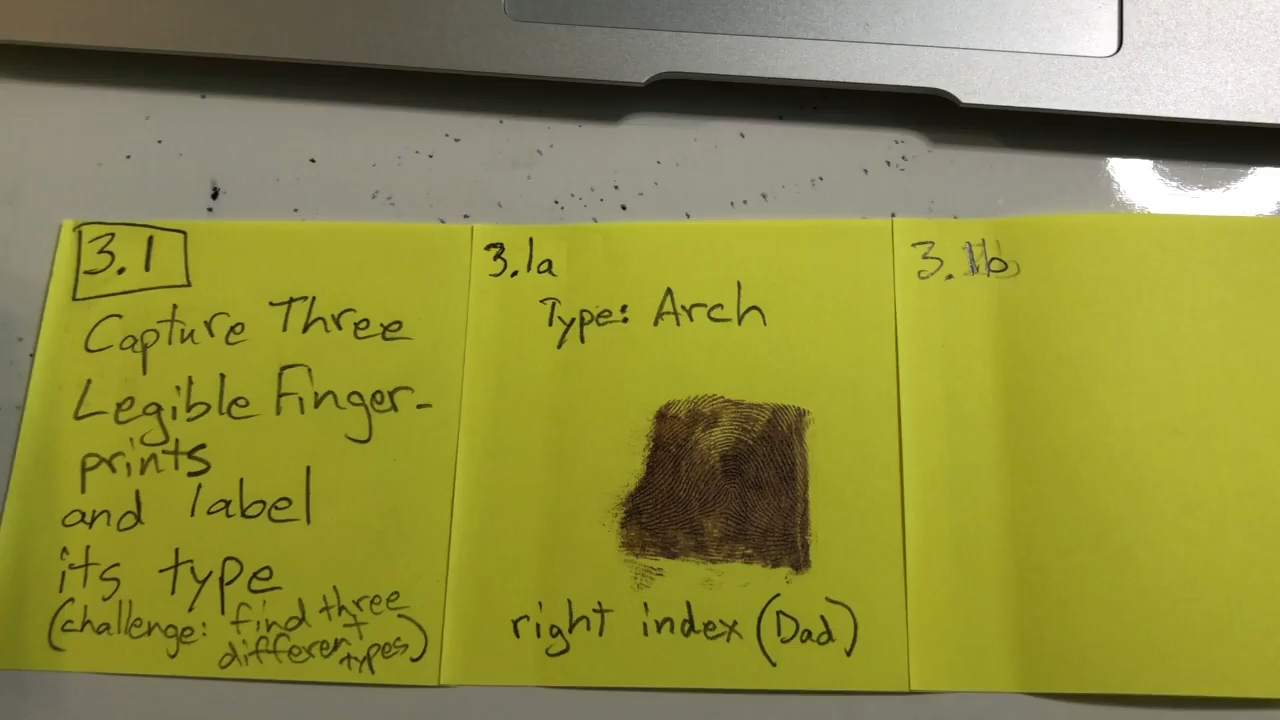 3.1
Capture Three
Legible Finger-
prints
and label
its type
(challenge: find three
different
types)
3.1a
Type: Arch
right index (Dad)
3.1b